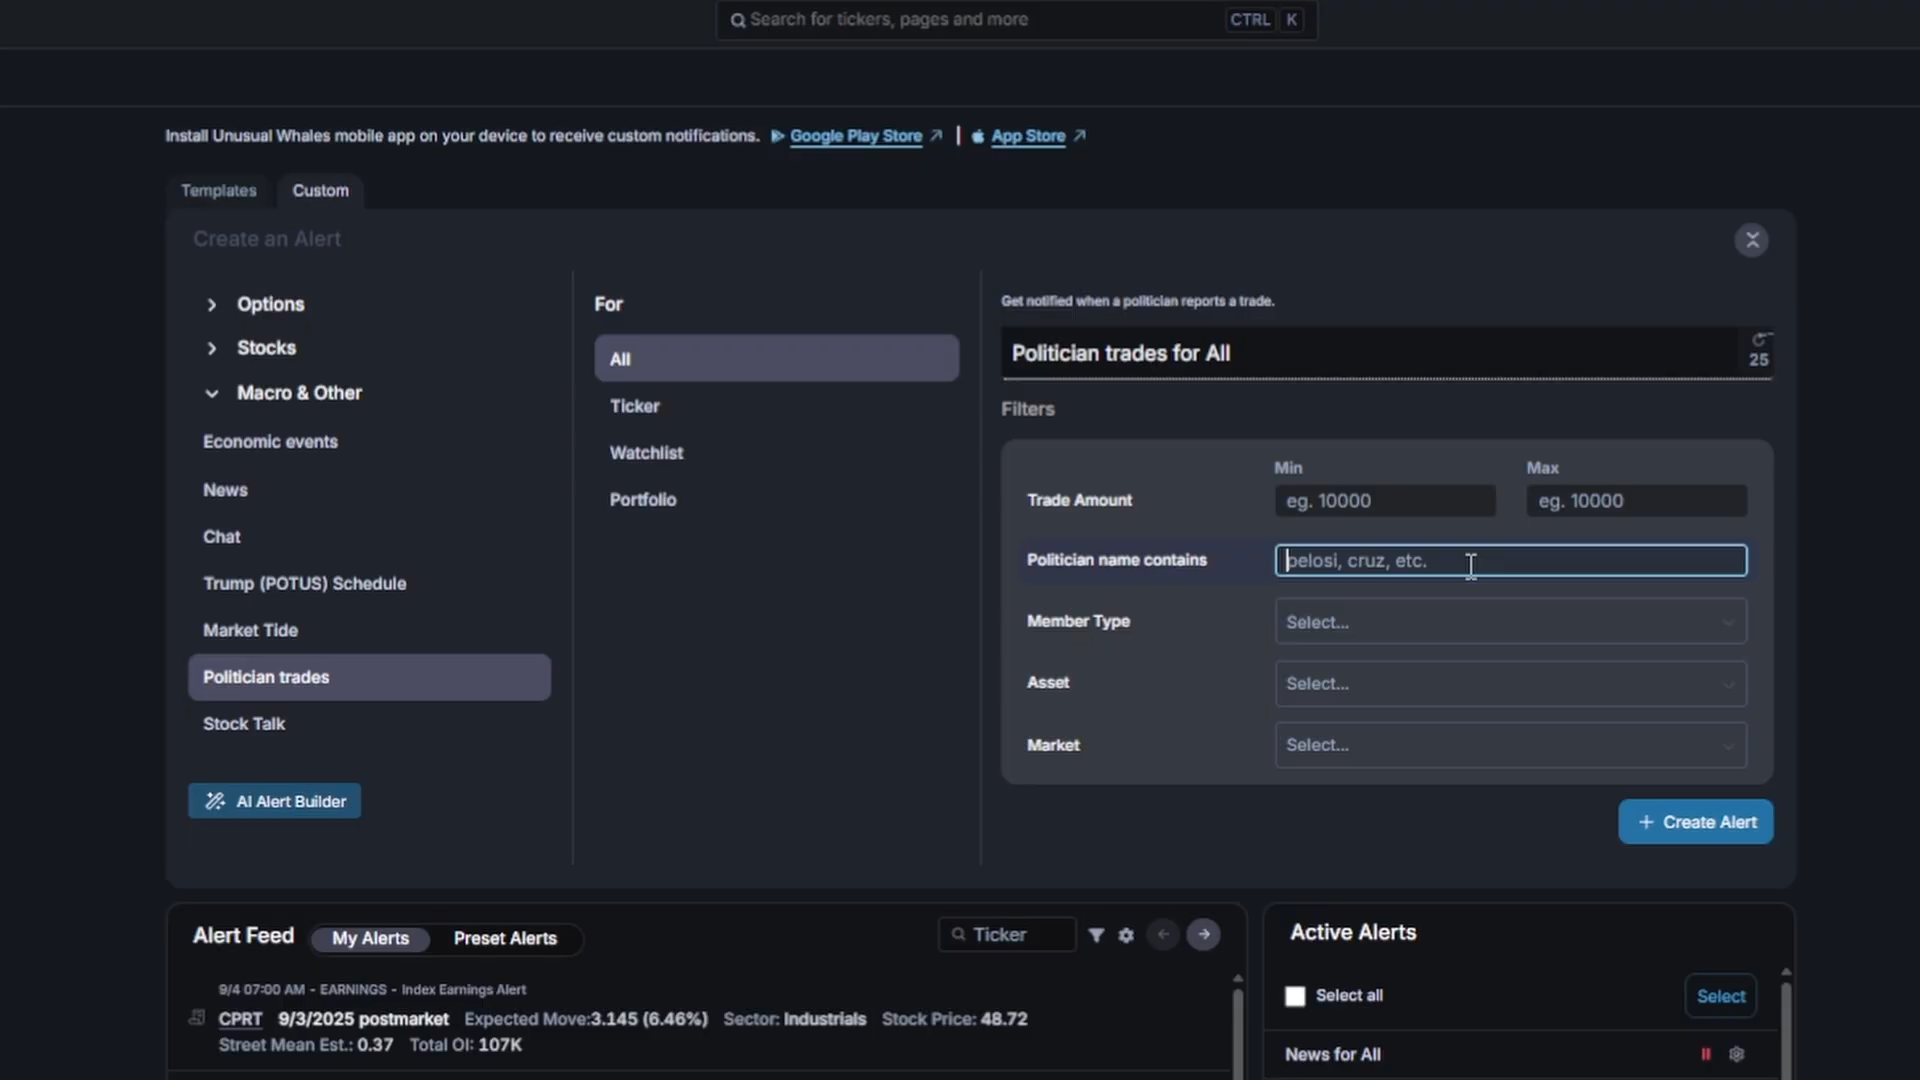 Search for tickers, pages and more CTRL K
Install Unusual Whales mobile app on your device to receive custom notifications. Google Play Store | App Store
Templates Custom
Create an Alert
Options
Stocks
Macro & Other
Economic events
News
Chat
Trump (POTUS) Schedule
Market Tide
Politician trades
Stock Talk
AI Alert Builder
For
All
Ticker
Watchlist
Portfolio
Get notified when a politician reports a trade.
Politician trades for All 25
Filters
Min Max
Trade Amount eg. 10000 eg. 10000
Politician name contains pelosi, cruz, etc.
Member Type Select...
Asset Select...
Market Select...
+ Create Alert
Alert Feed My Alerts Preset Alerts Ticker
9/4 07:00 AM - EARNINGS - Index Earnings Alert
CPRT 9/3/2025 postmarket Expected Move:3.145 (6.46%) Sector: Industrials Stock Price: 48.72
Street Mean Est.: 0.37 Total OI: 107K
Active Alerts
Select all Select
News for All